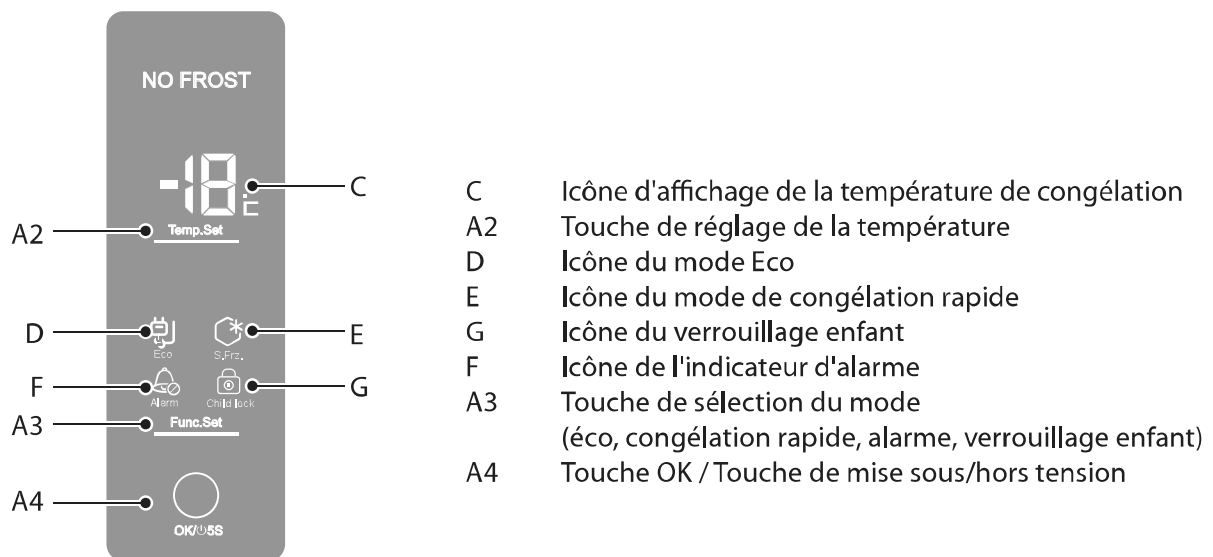 NO FROST
-18°C
C
A2
Temp.Set
D
E
Eco
S.Frz.
F
G
Alarm
Child lock
A3
Func.Set
A4
OK/⏻5S
C Icône d'affichage de la température de congélation
A2 Touche de réglage de la température
D Icône du mode Eco
E Icône du mode de congélation rapide
G Icône du verrouillage enfant
F Icône de l'indicateur d'alarme
A3 Touche de sélection du mode
(éco, congélation rapide, alarme, verrouillage enfant)
A4 Touche OK / Touche de mise sous/hors tension